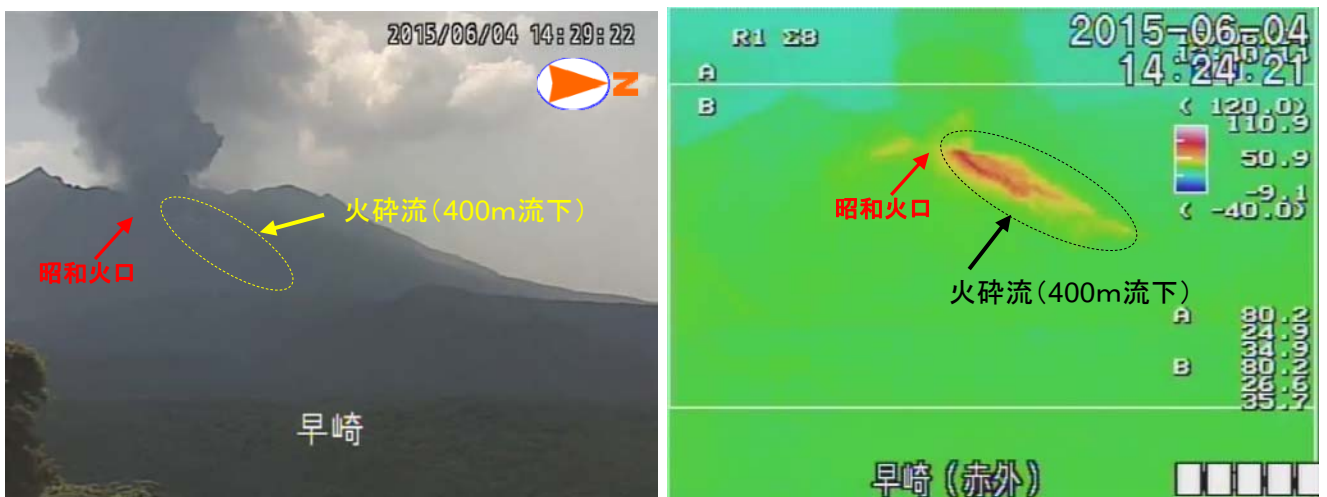 2015/06/04 14:29:22
N
火砕流（400m流下）
昭和火口
早崎
R1 Σ8
2015-06-04
14.24.21
A
B
( 120.0)
110.9
50.9
-9.1
( -40.0)
昭和火口
火砕流（400m流下）
A 80.2
24.9
34.9
B 80.2
26.6
35.7
早崎（赤外）